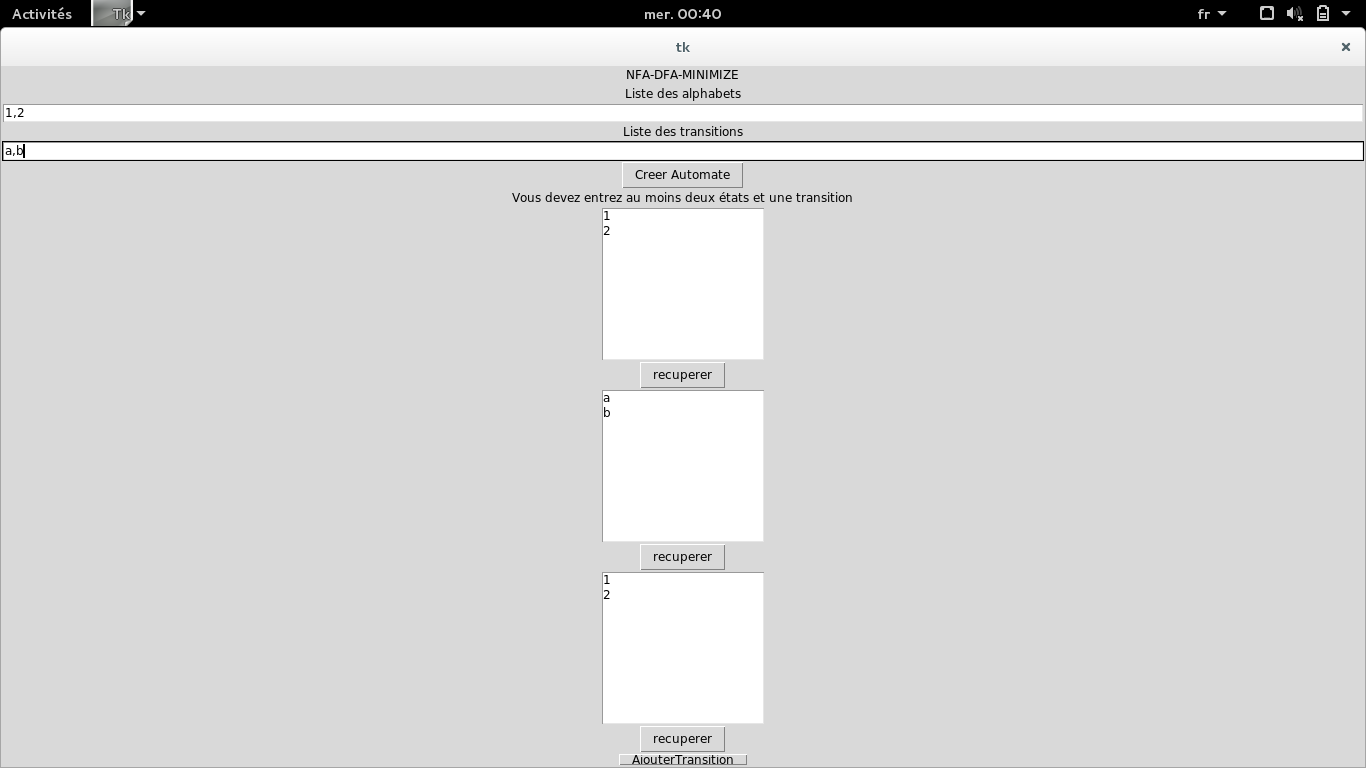 Activités Tk mer. 00:40 fr
tk
NFA-DFA-MINIMIZE
Liste des alphabets
1,2
Liste des transitions
a,b
Creer Automate
Vous devez entrez au moins deux états et une transition
1
2
recuperer
a
b
recuperer
1
2
recuperer
AjouterTransition